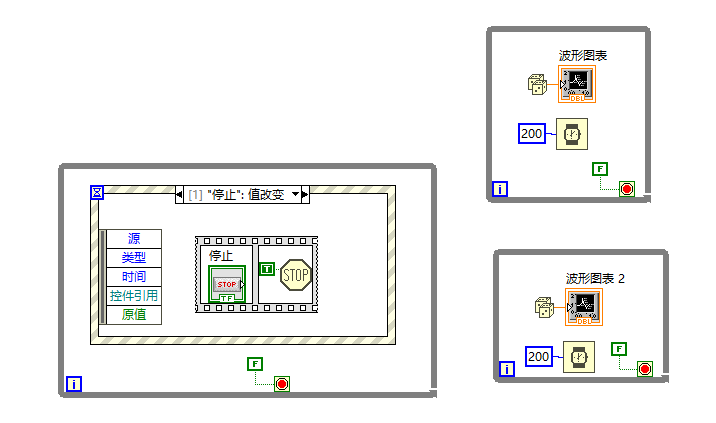 波形图表
DBL
200
F
i
[1] "停止": 值改变
源
类型
时间
控件引用
原值
停止
STOP
TF
T
STOP
F
i
波形图表 2
DBL
200
F
i